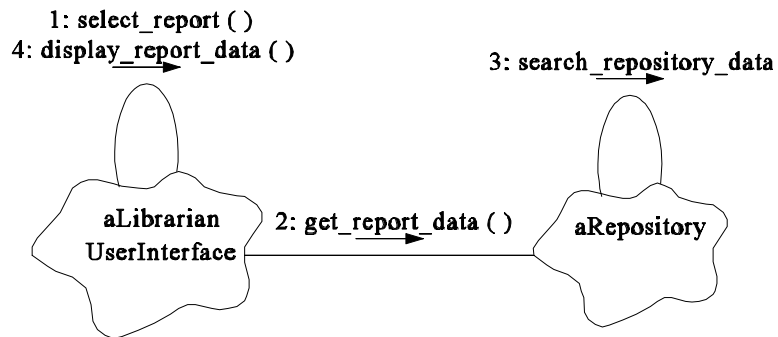 1: select_report ( )
4: display_report_data ( )
3: search_repository_data
aLibrarian
UserInterface
2: get_report_data ( )
aRepository